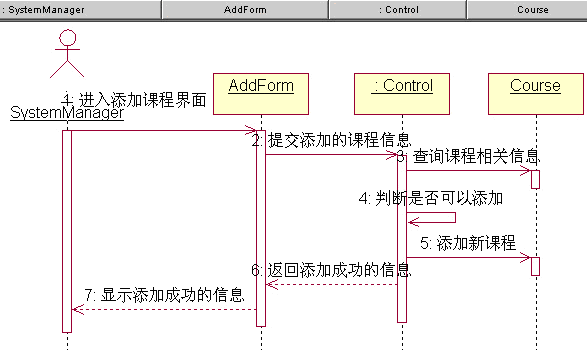 : SystemManager
AddForm
: Control
Course
AddForm
: Control
Course
1: 进入添加课程界面
SystemManager
2: 提交添加的课程信息
3: 查询课程相关信息
4: 判断是否可以添加
5: 添加新课程
6: 返回添加成功的信息
7: 显示添加成功的信息